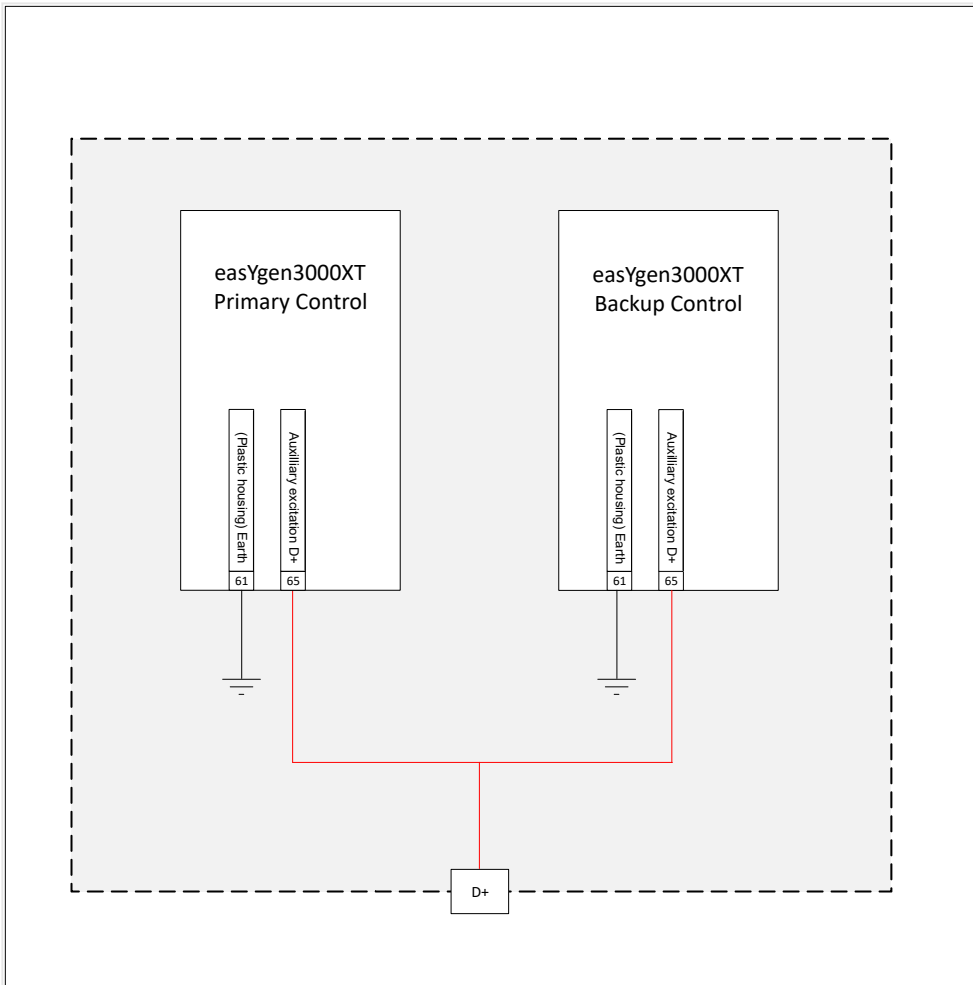 easYgen3000XT
Primary Control
easYgen3000XT
Backup Control
(Plastic housing) Earth
Auxilliary excitation D+
(Plastic housing) Earth
Auxilliary excitation D+
61
65
61
65
D+